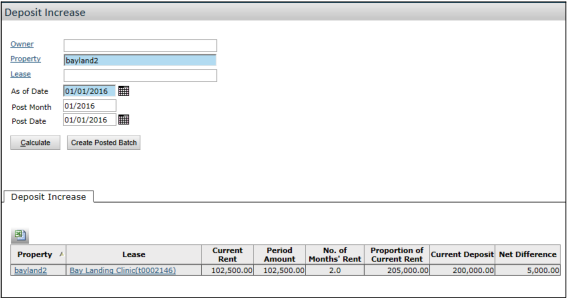 Deposit Increase
Owner
Property bayland2
Lease
As of Date 01/01/2016
Post Month 01/2016
Post Date 01/01/2016
Calculate Create Posted Batch
Deposit Increase
Property Lease Current Rent Period Amount No. of Months' Rent Proportion of Current Rent Current Deposit Net Difference
bayland2 Bay Landing Clinic(t0002146) 102,500.00 102,500.00 2.0 205,000.00 200,000.00 5,000.00